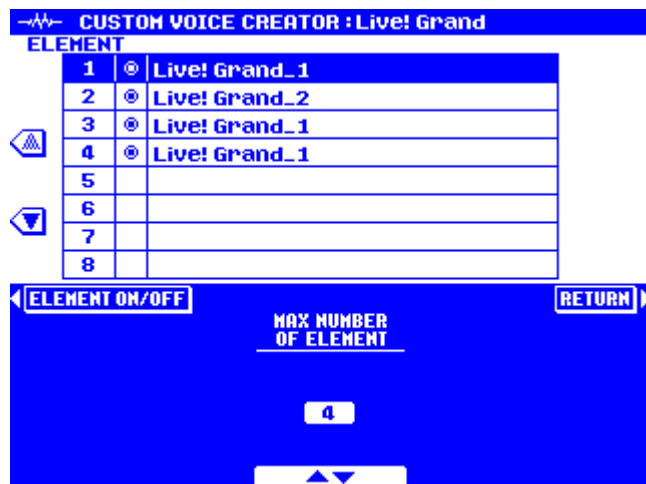 CUSTOM VOICE CREATOR : Live! Grand
ELEMENT
1 Live! Grand_1
2 Live! Grand_2
3 Live! Grand_1
4 Live! Grand_1
5
6
7
8
ELEMENT ON/OFF RETURN
MAX NUMBER
OF ELEMENT
4